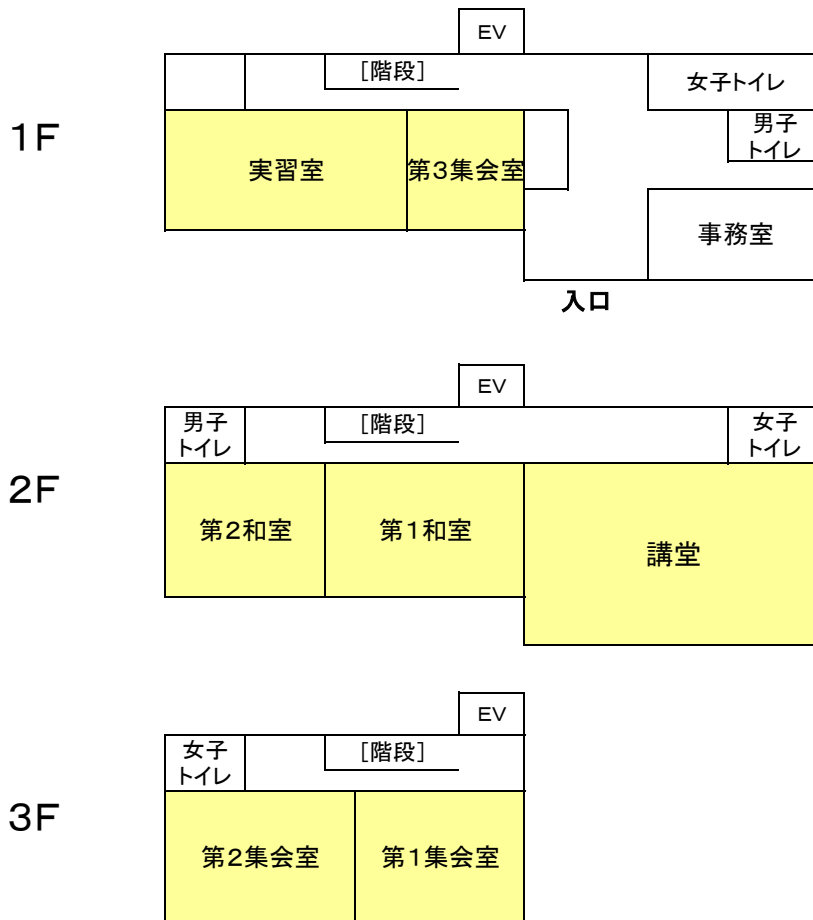 EV
[階段]
女子トイレ
1F
男子
トイレ
実習室
第3集会室
事務室
入口
EV
男子
トイレ
[階段]
女子
トイレ
2F
第2和室
第1和室
講堂
EV
女子
トイレ
[階段]
3F
第2集会室
第1集会室